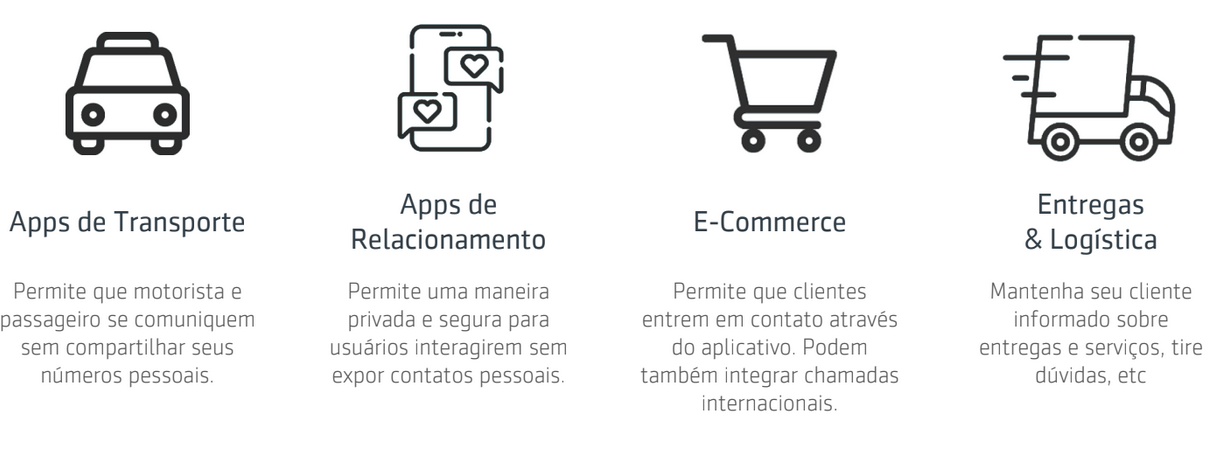 Apps de Transporte
Permite que motorista e
passageiro se comuniquem
sem compartilhar seus
números pessoais.
Apps de
Relacionamento
Permite uma maneira
privada e segura para
usuários interagirem sem
expor contatos pessoais.
E-Commerce
Permite que clientes
entrem em contato através
do aplicativo. Podem
também integrar chamadas
internacionais.
Entregas
& Logística
Mantenha seu cliente
informado sobre
entregas e serviços, tire
dúvidas, etc